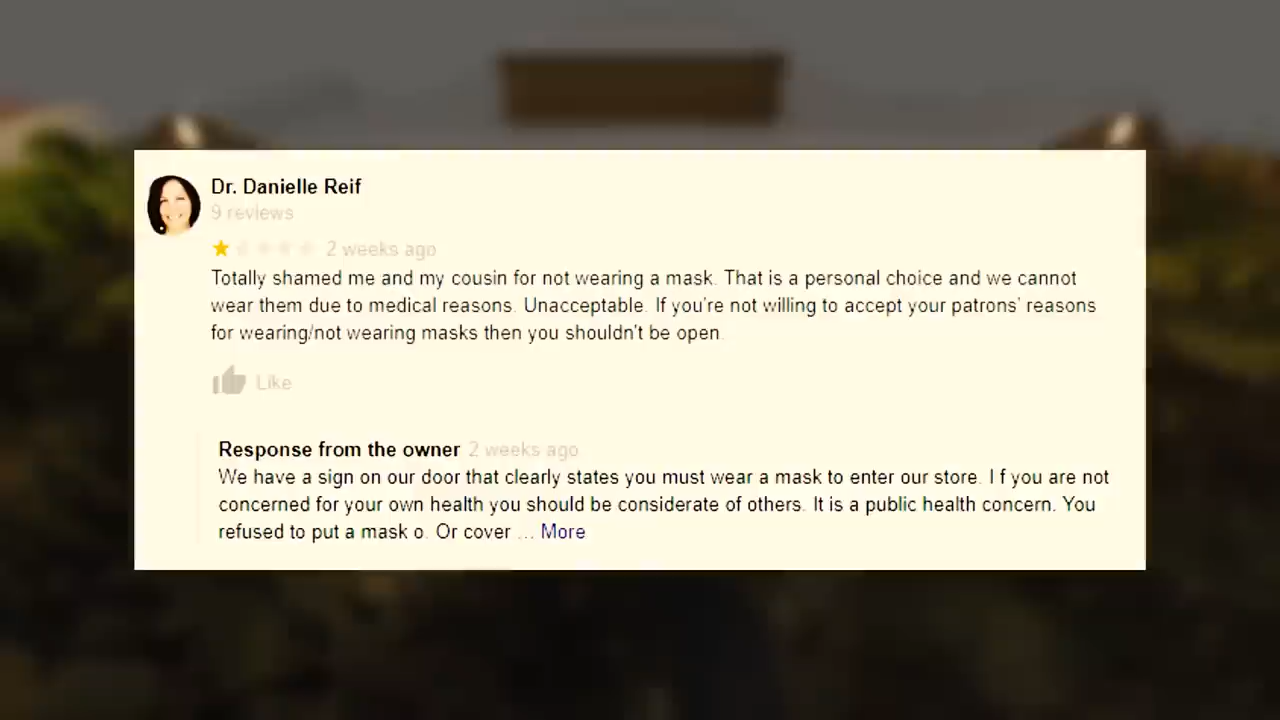 Dr. Danielle Reif
9 reviews
2 weeks ago
Totally shamed me and my cousin for not wearing a mask. That is a personal choice and we cannot
wear them due to medical reasons. Unacceptable. If you're not willing to accept your patrons' reasons
for wearing/not wearing masks then you shouldn't be open.
Like
Response from the owner 2 weeks ago
We have a sign on our door that clearly states you must wear a mask to enter our store. I f you are not
concerned for your own health you should be considerate of others. It is a public health concern. You
refused to put a mask o. Or cover ... More